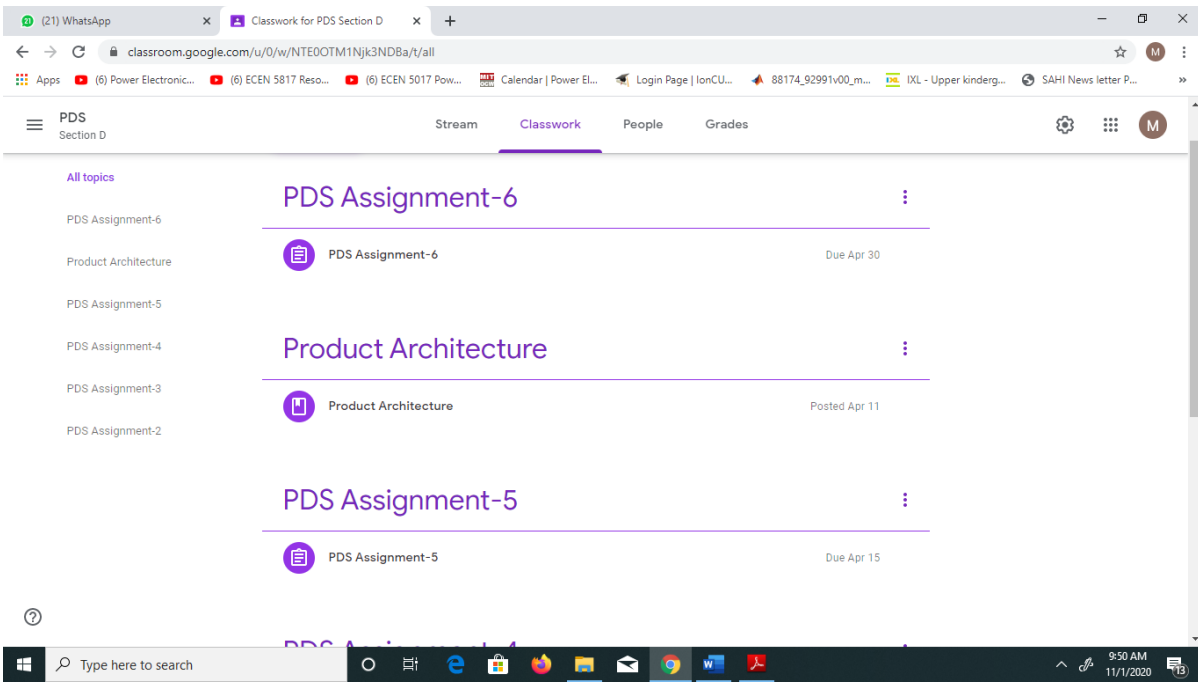 (21) WhatsApp
Classwork for PDS Section D
classroom.google.com/u/0/w/NTE0OTM1Njk3NDBa/t/all
M
Apps
(6) Power Electronic...
(6) ECEN 5817 Reso...
(6) ECEN 5017 Pow...
Calendar | Power El...
Login Page | IonCU...
88174_92991v00_m...
IXL - Upper kinderg...
SAHI News letter P...
PDS
Section D
Stream
Classwork
People
Grades
M
All topics
PDS Assignment-6
Product Architecture
PDS Assignment-5
PDS Assignment-4
PDS Assignment-3
PDS Assignment-2
PDS Assignment-6
PDS Assignment-6
Due Apr 30
Product Architecture
Product Architecture
Posted Apr 11
PDS Assignment-5
PDS Assignment-5
Due Apr 15
PDS Assignment-4
Type here to search
9:50 AM
11/1/2020
13